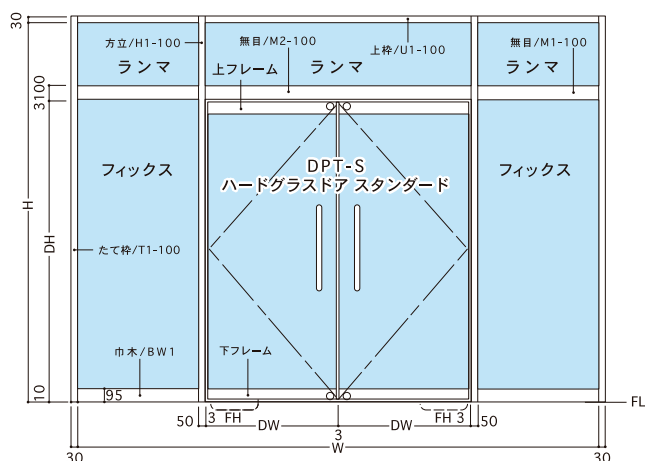 30
方立/H1-100
無目/M2-100
上枠/U1-100
無目/M1-100
ランマ
ランマ
ランマ
上フレーム
3100
フィックス
DPT-S
ハードグラスドア スタンダード
フィックス
H
DH
たて枠/T1-100
巾木/BW1
下フレーム
10
95
FL
50
3
FH
DW
3
DW
FH
3
50
W
30
30